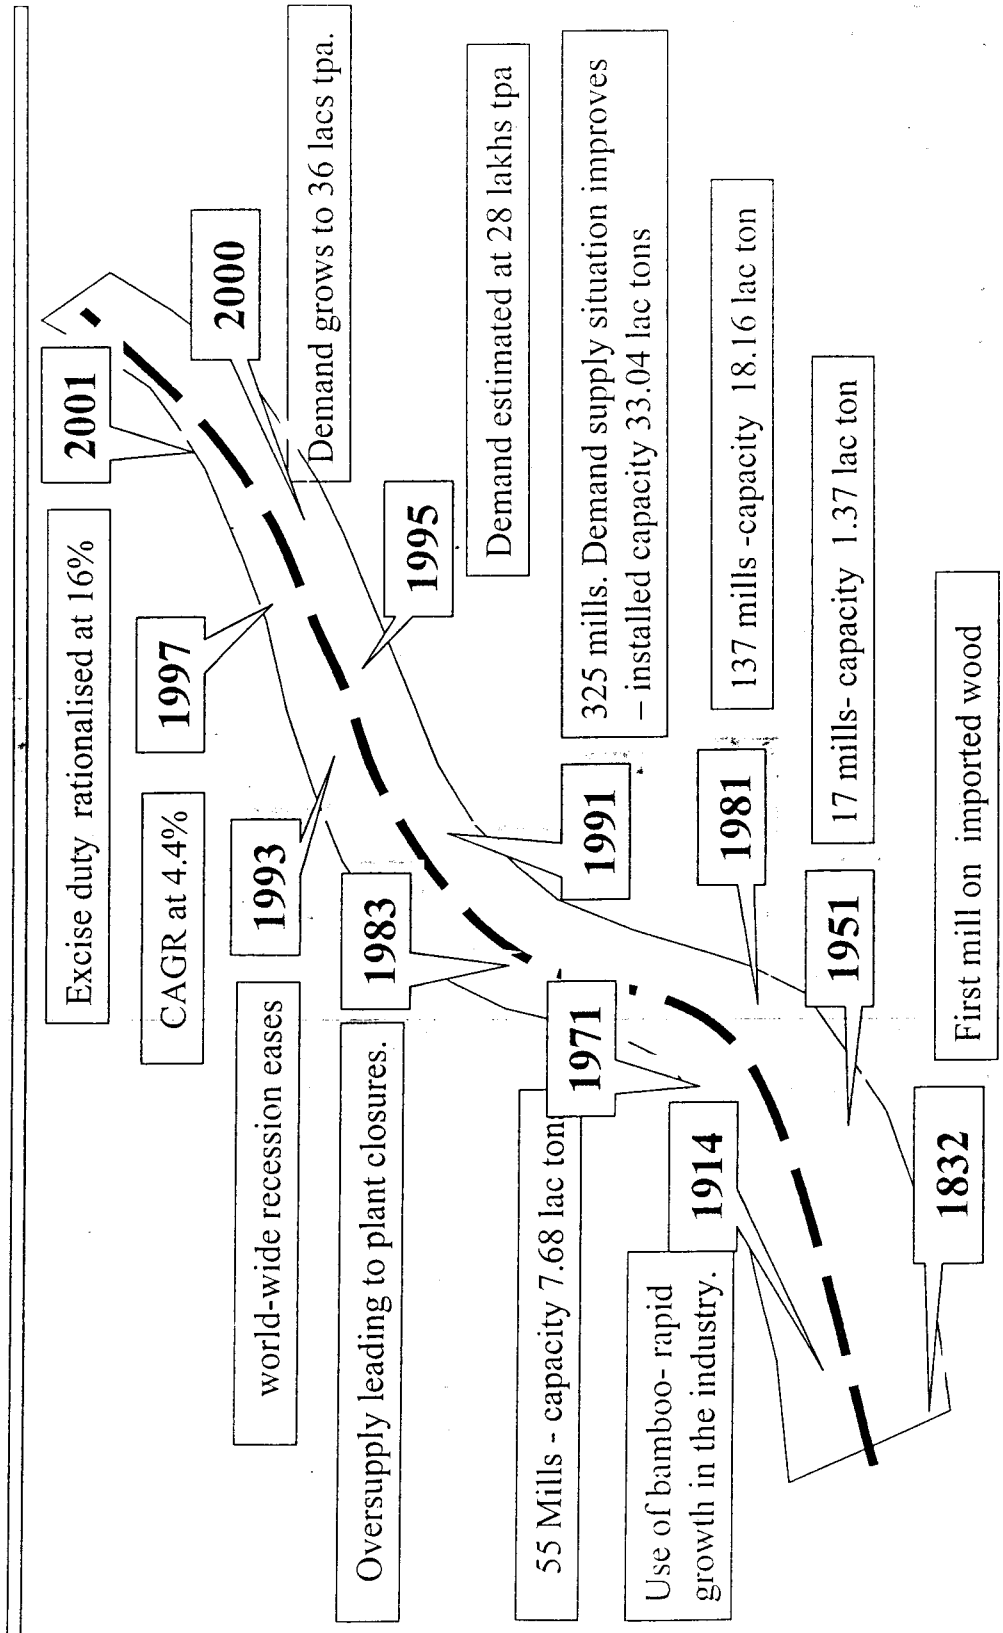 Excise duty rationalised at 16%
2001
CAGR at 4.4%
1997
2000
world-wide recession eases
1993
Demand grows to 36 lacs tpa.
Oversupply leading to plant closures.
1983
1995
Demand estimated at 28 lakhs tpa
55 Mills - capacity 7.68 lac tons
1971
1991
325 mills. Demand supply situation improves
– installed capacity 33.04 lac tons
Use of bamboo- rapid
growth in the industry.
1914
1981
137 mills -capacity 18.16 lac ton
1951
17 mills- capacity 1.37 lac ton
1832
First mill on imported wood